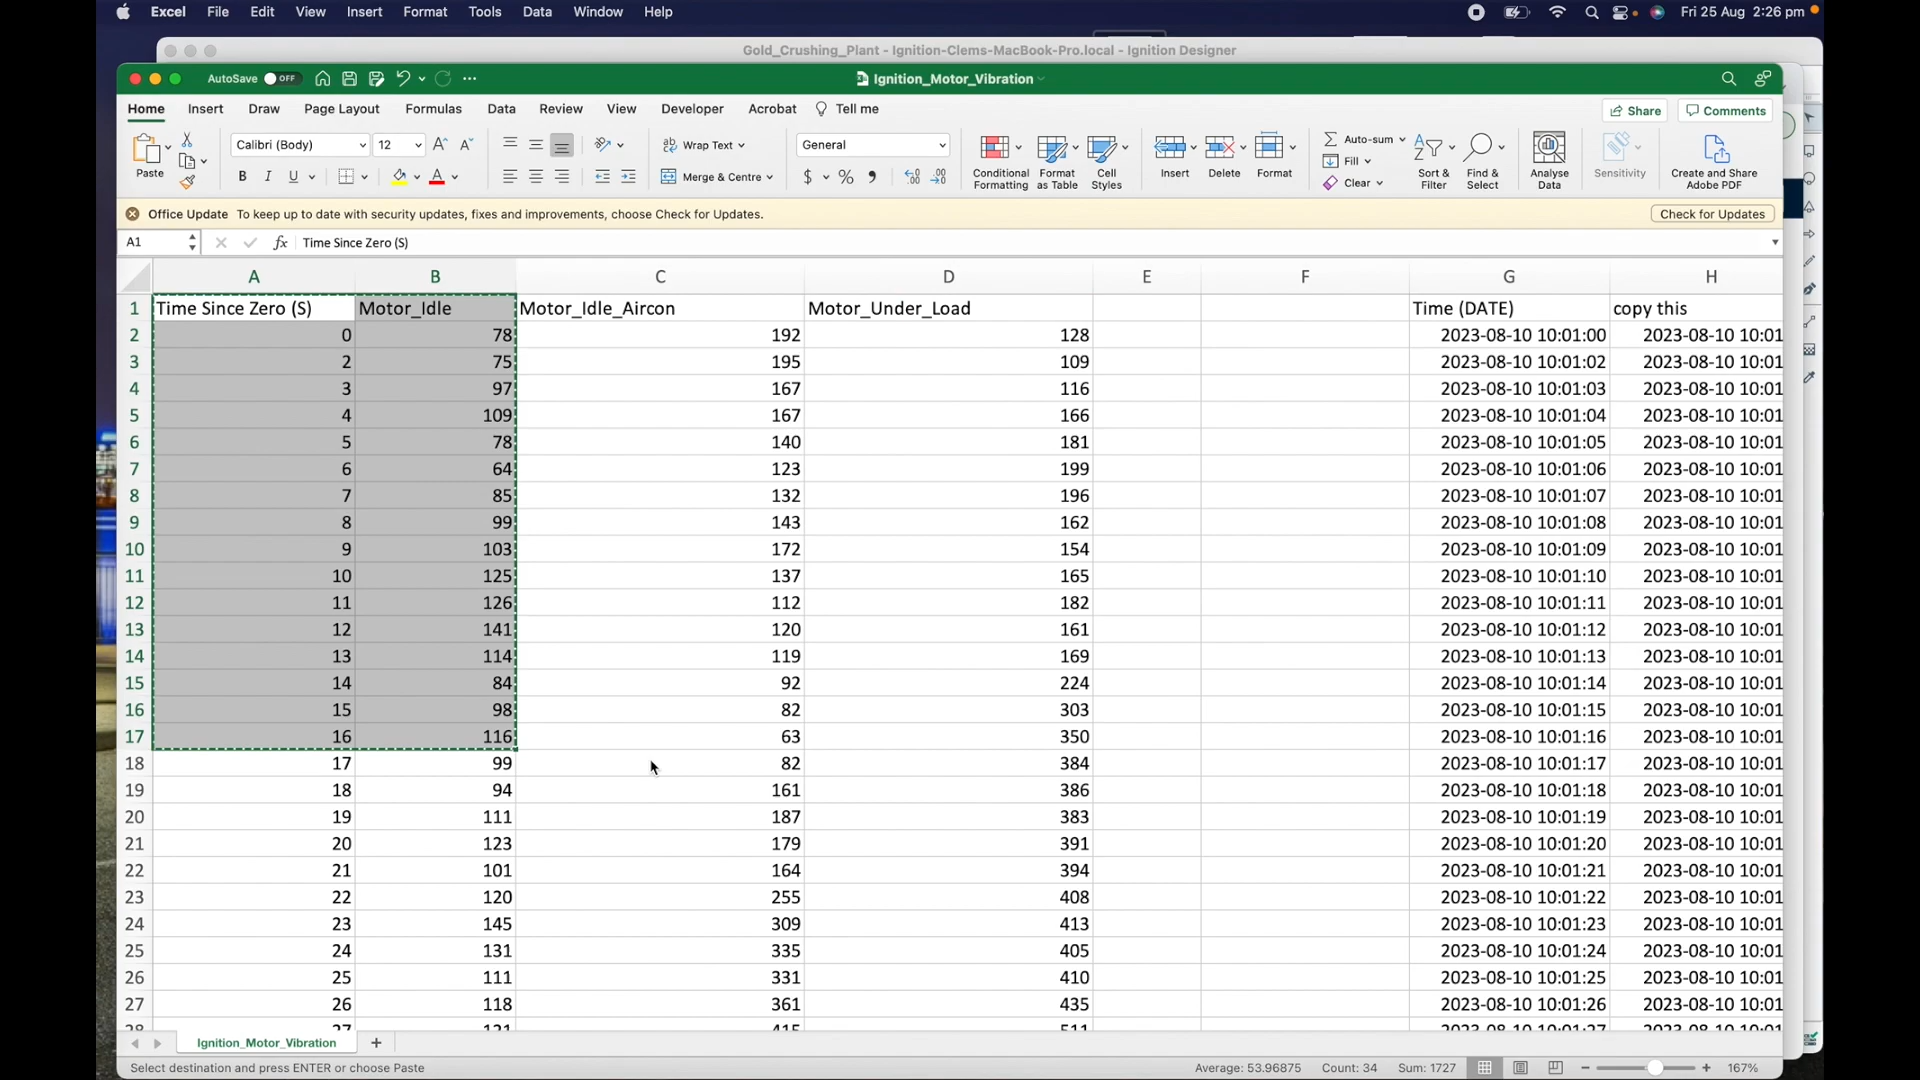 Excel File Edit View Insert Format Tools Data Window Help Fri 25 Aug 2:26 pm
Gold_Crushing_Plant - Ignition-Clems-MacBook-Pro.local - Ignition Designer
AutoSave OFF Ignition_Motor_Vibration
Home Insert Draw Page Layout Formulas Data Review View Developer Acrobat Tell me Share Comments
Paste Calibri (Body) 12 Wrap Text General Auto-sum
B I U Merge & Centre $ % Fill
Clear
Conditional Formatting Format as Table Cell Styles Insert Delete Format Sort & Filter Find & Select Analyse Data Sensitivity Create and Share Adobe PDF
Office Update To keep up to date with security updates, fixes and improvements, choose Check for Updates. Check for Updates
A1 fx Time Since Zero (S)
A B C D E F G H
1 Time Since Zero (S) Motor_Idle Motor_Idle_Aircon Motor_Under_Load Time (DATE) copy this
2 0 78 192 128 2023-08-10 10:01:00 2023-08-10 10:01
3 2 75 195 109 2023-08-10 10:01:02 2023-08-10 10:01
4 3 97 167 116 2023-08-10 10:01:03 2023-08-10 10:01
5 4 109 167 166 2023-08-10 10:01:04 2023-08-10 10:01
6 5 78 140 181 2023-08-10 10:01:05 2023-08-10 10:01
7 6 64 123 199 2023-08-10 10:01:06 2023-08-10 10:01
8 7 85 132 196 2023-08-10 10:01:07 2023-08-10 10:01
9 8 99 143 162 2023-08-10 10:01:08 2023-08-10 10:01
10 9 103 172 154 2023-08-10 10:01:09 2023-08-10 10:01
11 10 125 137 165 2023-08-10 10:01:10 2023-08-10 10:01
12 11 126 112 182 2023-08-10 10:01:11 2023-08-10 10:01
13 12 141 120 161 2023-08-10 10:01:12 2023-08-10 10:01
14 13 114 119 169 2023-08-10 10:01:13 2023-08-10 10:01
15 14 84 92 224 2023-08-10 10:01:14 2023-08-10 10:01
16 15 98 82 303 2023-08-10 10:01:15 2023-08-10 10:01
17 16 116 63 350 2023-08-10 10:01:16 2023-08-10 10:01
18 17 99 82 384 2023-08-10 10:01:17 2023-08-10 10:01
19 18 94 161 386 2023-08-10 10:01:18 2023-08-10 10:01
20 19 111 187 383 2023-08-10 10:01:19 2023-08-10 10:01
21 20 123 179 391 2023-08-10 10:01:20 2023-08-10 10:01
22 21 101 164 394 2023-08-10 10:01:21 2023-08-10 10:01
23 22 120 255 408 2023-08-10 10:01:22 2023-08-10 10:01
24 23 145 309 413 2023-08-10 10:01:23 2023-08-10 10:01
25 24 131 335 405 2023-08-10 10:01:24 2023-08-10 10:01
26 25 111 331 410 2023-08-10 10:01:25 2023-08-10 10:01
27 26 118 361 435 2023-08-10 10:01:26 2023-08-10 10:01
Ignition_Motor_Vibration
Select destination and press ENTER or choose Paste Average: 53.96875 Count: 34 Sum: 1727 167%